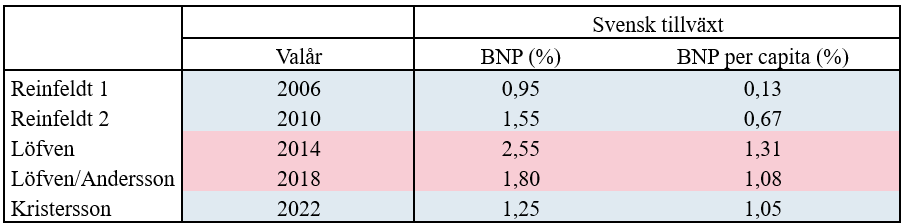 Svensk tillväxt
Valår BNP (%) BNP per capita (%)
Reinfeldt 1 2006 0,95 0,13
Reinfeldt 2 2010 1,55 0,67
Löfven 2014 2,55 1,31
Löfven/Andersson 2018 1,80 1,08
Kristersson 2022 1,25 1,05